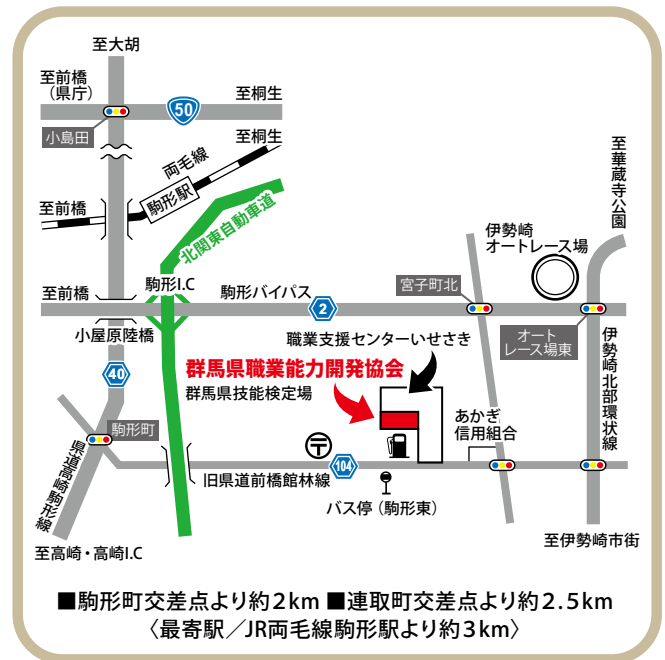 至大胡
至前橋
（県庁）
50
至桐生
小島田
至桐生
両毛線
駒形駅
至前橋
北関東自動車道
至華蔵寺公園
伊勢崎
オートレース場
駒形I.C
至前橋
駒形バイパス
2
宮子町北
小屋原陸橋
オート
レース場東
職業支援センターいせさき
伊勢崎北部環状線
群馬県職業能力開発協会
群馬県技能検定場
40
駒形町
あかぎ
信用組合
〒
104
県道高崎駒形線
旧県道前橋館林線
バス停（駒形東）
至高崎・高崎I.C
至伊勢崎市街
■駒形町交差点より約2km ■連取町交差点より約2.5km
〈最寄駅／JR両毛線駒形駅より約3km〉